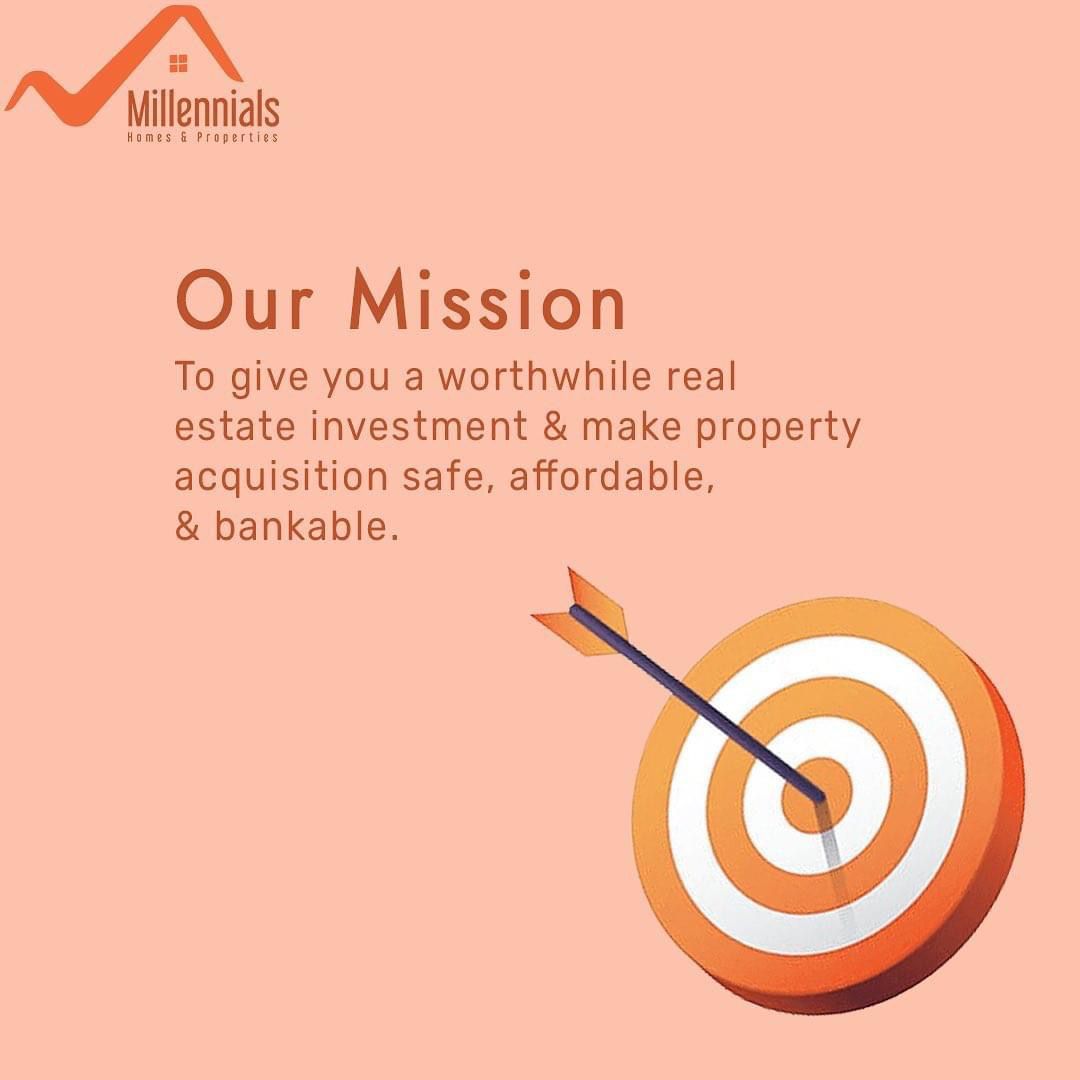 Millennials
Homes & Properties
Our Mission
To give you a worthwhile real
estate investment & make property
acquisition safe, affordable,
& bankable.